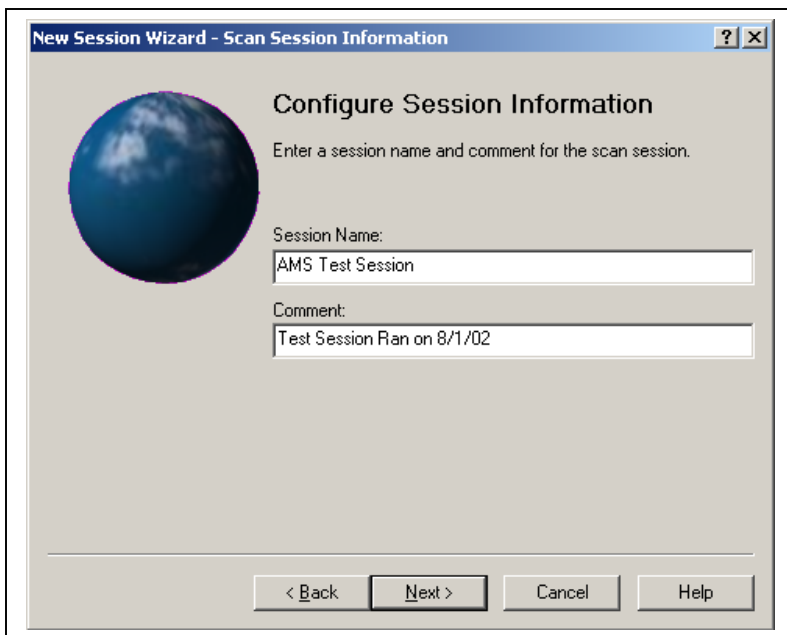 New Session Wizard - Scan Session Information
Configure Session Information
Enter a session name and comment for the scan session.
Session Name:
AMS Test Session
Comment:
Test Session Ran on 8/1/02
< Back
Next >
Cancel
Help